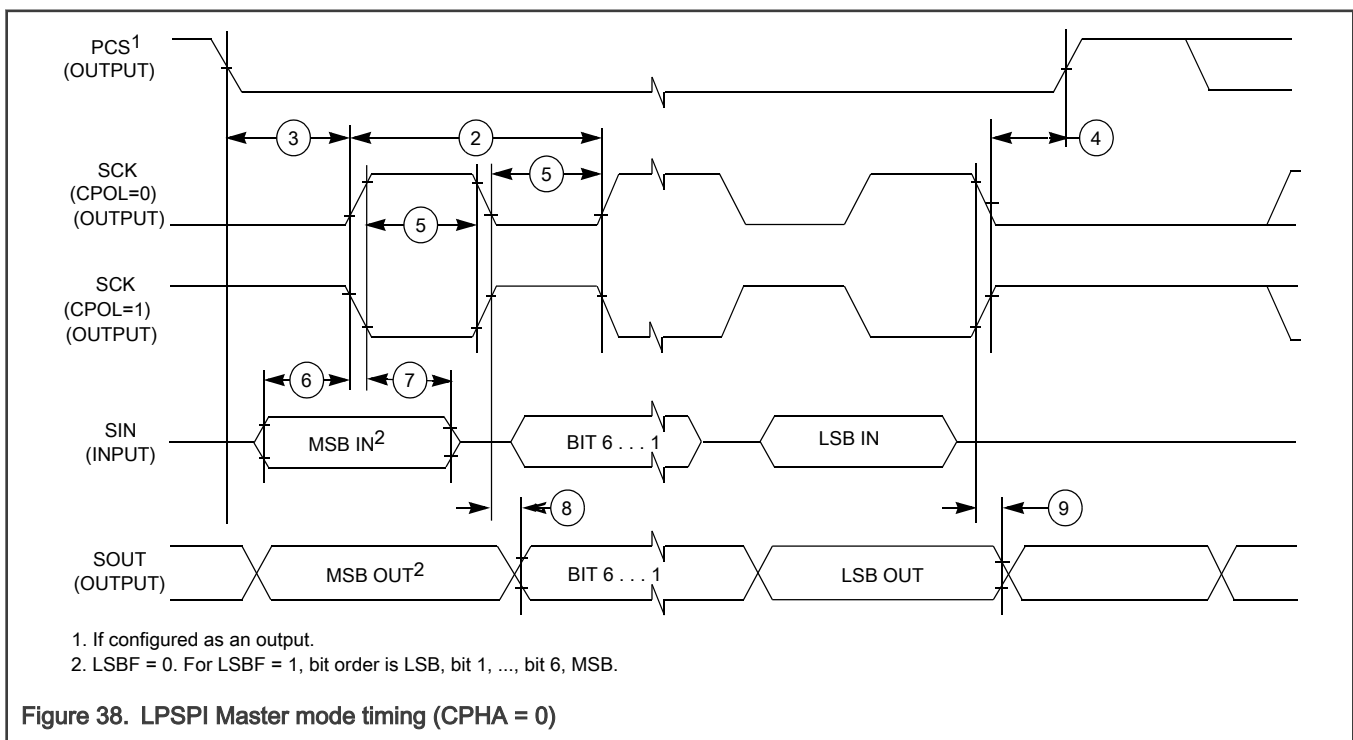 PCS1
(OUTPUT)
3
2
4
SCK
(CPOL=0)
(OUTPUT)
5
5
SCK
(CPOL=1)
(OUTPUT)
6
7
SIN
(INPUT)
MSB IN2
BIT 6 . . . 1
LSB IN
8
9
SOUT
(OUTPUT)
MSB OUT2
BIT 6 . . . 1
LSB OUT
1. If configured as an output.
2. LSBF = 0. For LSBF = 1, bit order is LSB, bit 1, ..., bit 6, MSB.
Figure 38. LPSPI Master mode timing (CPHA = 0)